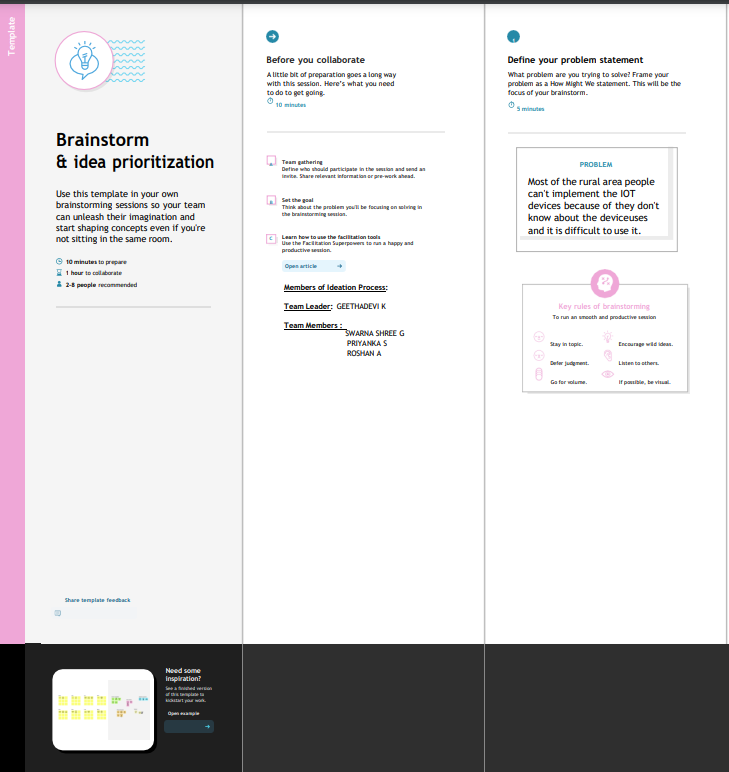 Template
Brainstorm
& idea prioritization
Use this template in your own
brainstorming sessions so your team
can unleash their imagination and
start shaping concepts even if you're
not sitting in the same room.
10 minutes to prepare
1 hour to collaborate
2-8 people recommended
Share template feedback
Need some
inspiration?
See a finished version
of this template to
kickstart your work.
Open example
Before you collaborate
A little bit of preparation goes a long way
with this session. Here's what you need
to do to get going.
10 minutes
A
Team gathering
Define who should participate in the session and send an
invite. Share relevant information or pre-work ahead.
B
Set the goal
Think about the problem you'll be focusing on solving in
the brainstorming session.
C
Learn how to use the facilitation tools
Use the Facilitation Superpowers to run a happy and
productive session.
Open article
Members of Ideation Process:
Team Leader: GEETHADEVI K
Team Members :
SWARNA SHREE G
PRIYANKA S
ROSHAN A
Define your problem statement
What problem are you trying to solve? Frame your
problem as a How Might We statement. This will be the
focus of your brainstorm.
5 minutes
PROBLEM
Most of the rural area people
can't implement the IOT
devices because of they don't
know about the deviceuses
and it is difficult to use it.
Key rules of brainstorming
To run an smooth and productive session
Stay in topic.
Encourage wild ideas.
Defer judgment.
Listen to others.
Go for volume.
If possible, be visual.